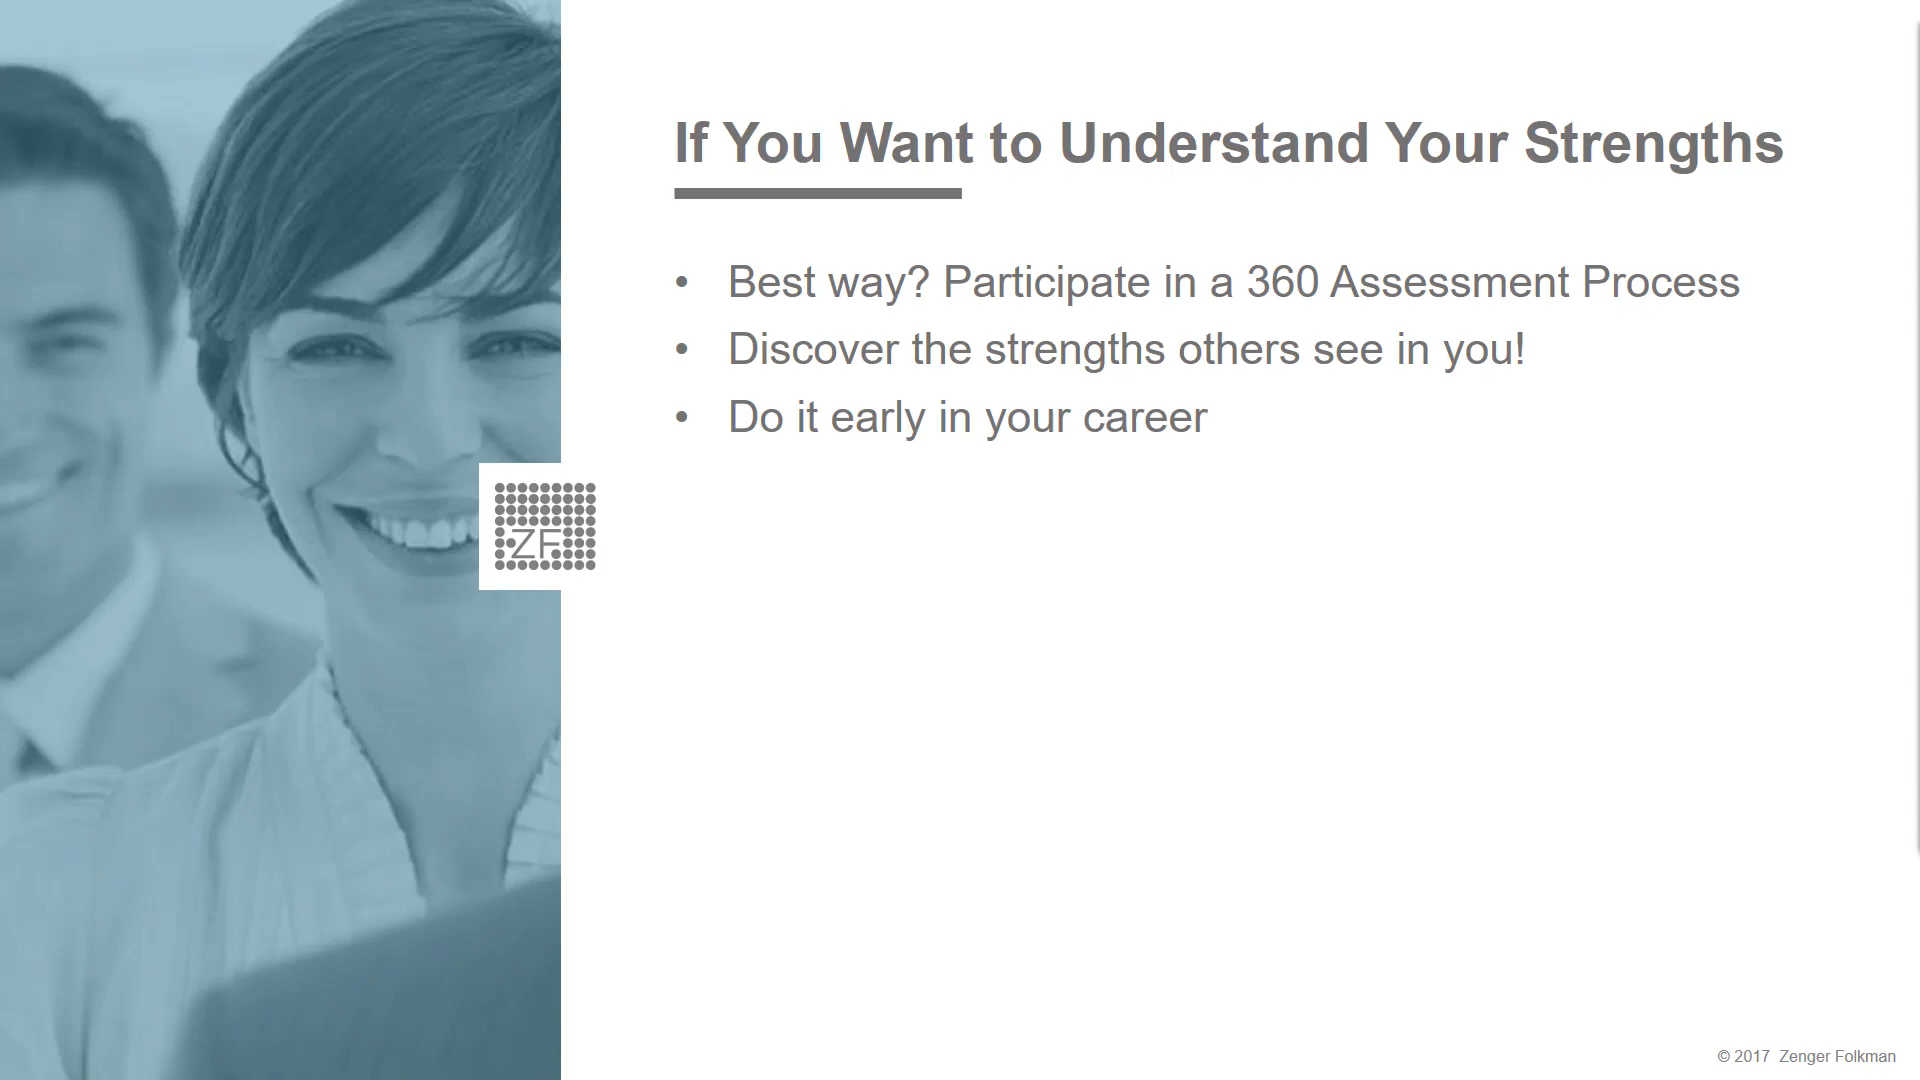 If You Want to Understand Your Strengths
• Best way? Participate in a 360 Assessment Process
• Discover the strengths others see in you!
• Do it early in your career
ZF
© 2017 Zenger Folkman